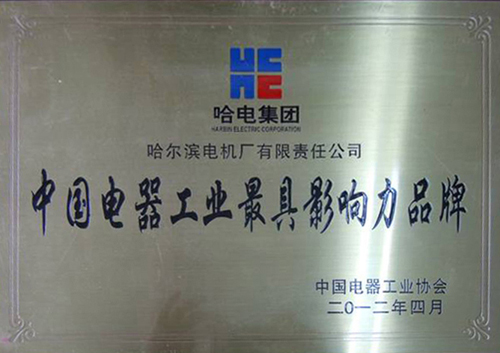 哈电集团
HARBIN ELECTRIC CORPORATION
哈尔滨电机厂有限责任公司
中国电器工业最具影响力品牌
中国电器工业协会
二〇一二年四月